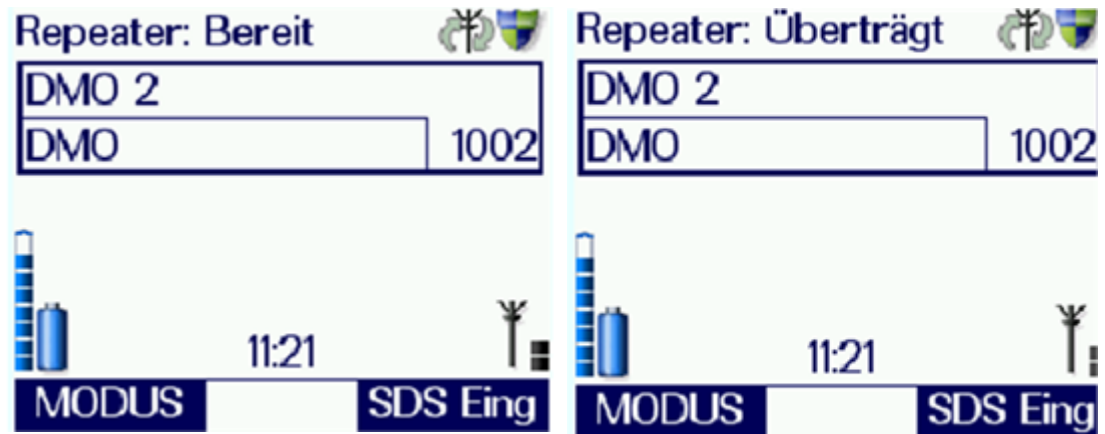 Repeater: Bereit
DMO 2
DMO 1002
11:21
MODUS SDS Eing
Repeater: Überträgt
DMO 2
DMO 1002
11:21
MODUS SDS Eing